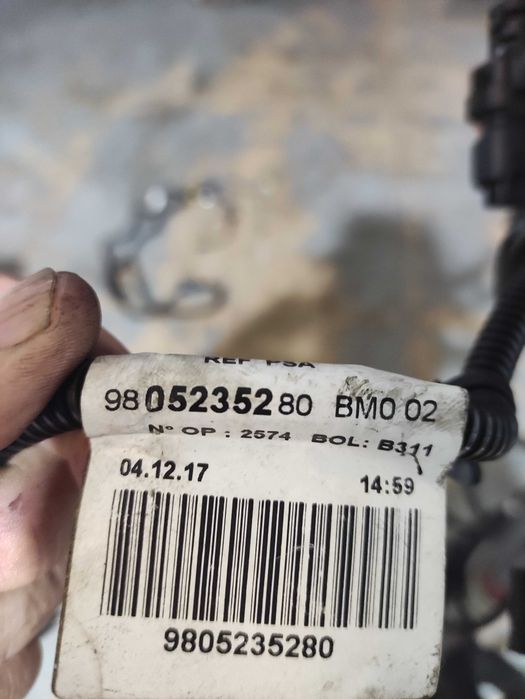 REF PSA
9805235280 BM0 02
N° OP : 2574 BOL: B311
04.12.17 14:59
9805235280